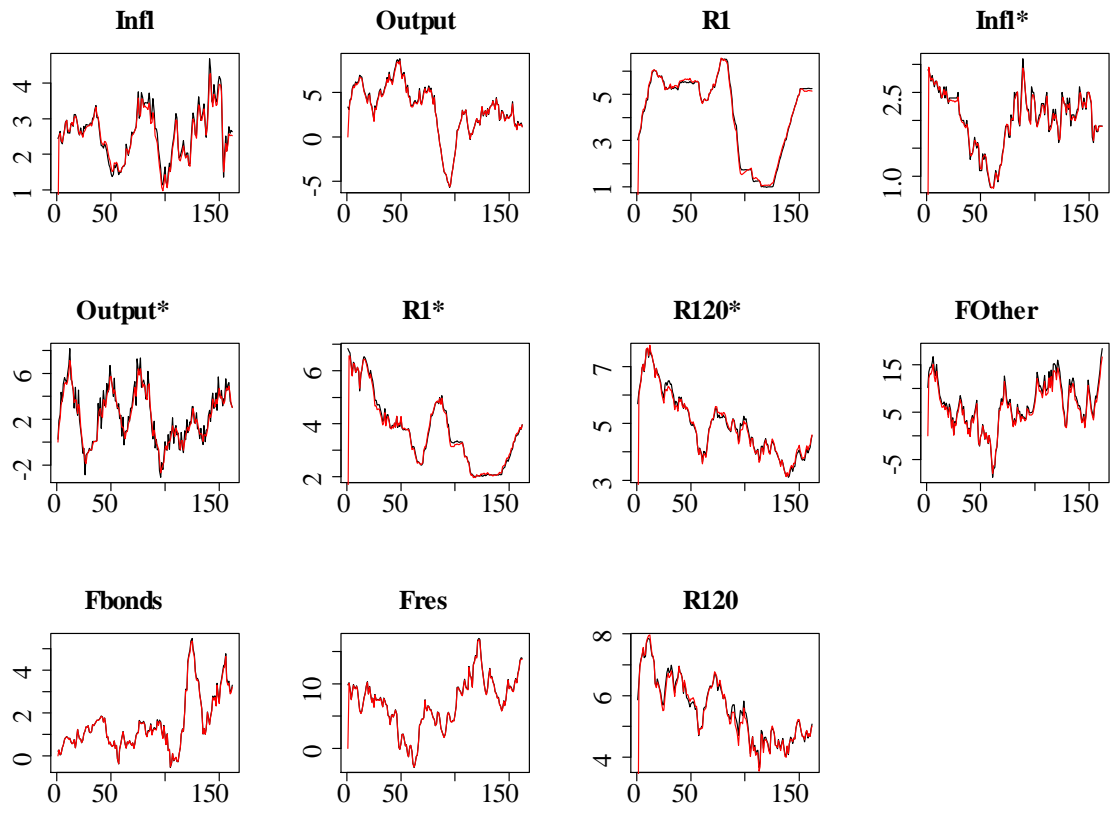 Infl Output R1 Infl*
4 3 2 1
5 0 -5
5 3 1
2.5 1.0
0 50 150 0 50 150 0 50 150 0 50 150
Output* R1* R120* FOther
6 2 -2
6 4 2
7 5 3
15 5 -5
0 50 150 0 50 150 0 50 150 0 50 150
Fbonds Fres R120
4 2 0
10 0
8 6 4
0 50 150 0 50 150 0 50 150